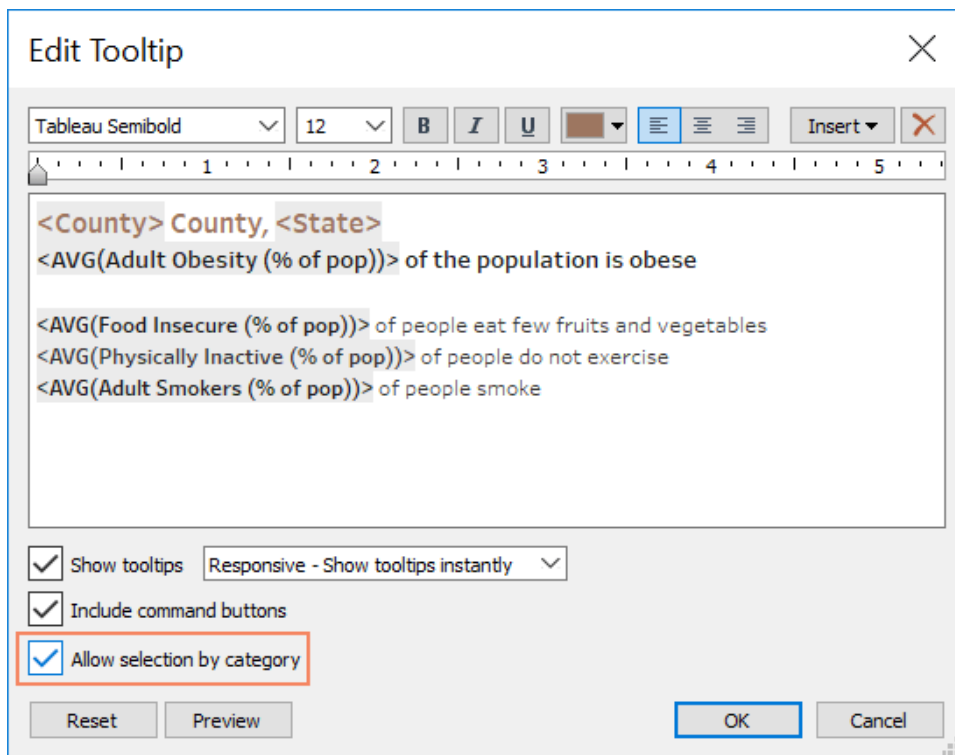 Edit Tooltip
Tableau Semibold 12 B I U Insert
1 2 3 4 5
<County> County, <State>
<AVG(Adult Obesity (% of pop))> of the population is obese
<AVG(Food Insecure (% of pop))> of people eat few fruits and vegetables
<AVG(Physically Inactive (% of pop))> of people do not exercise
<AVG(Adult Smokers (% of pop))> of people smoke
Show tooltips Responsive - Show tooltips instantly
Include command buttons
Allow selection by category
Reset Preview OK Cancel